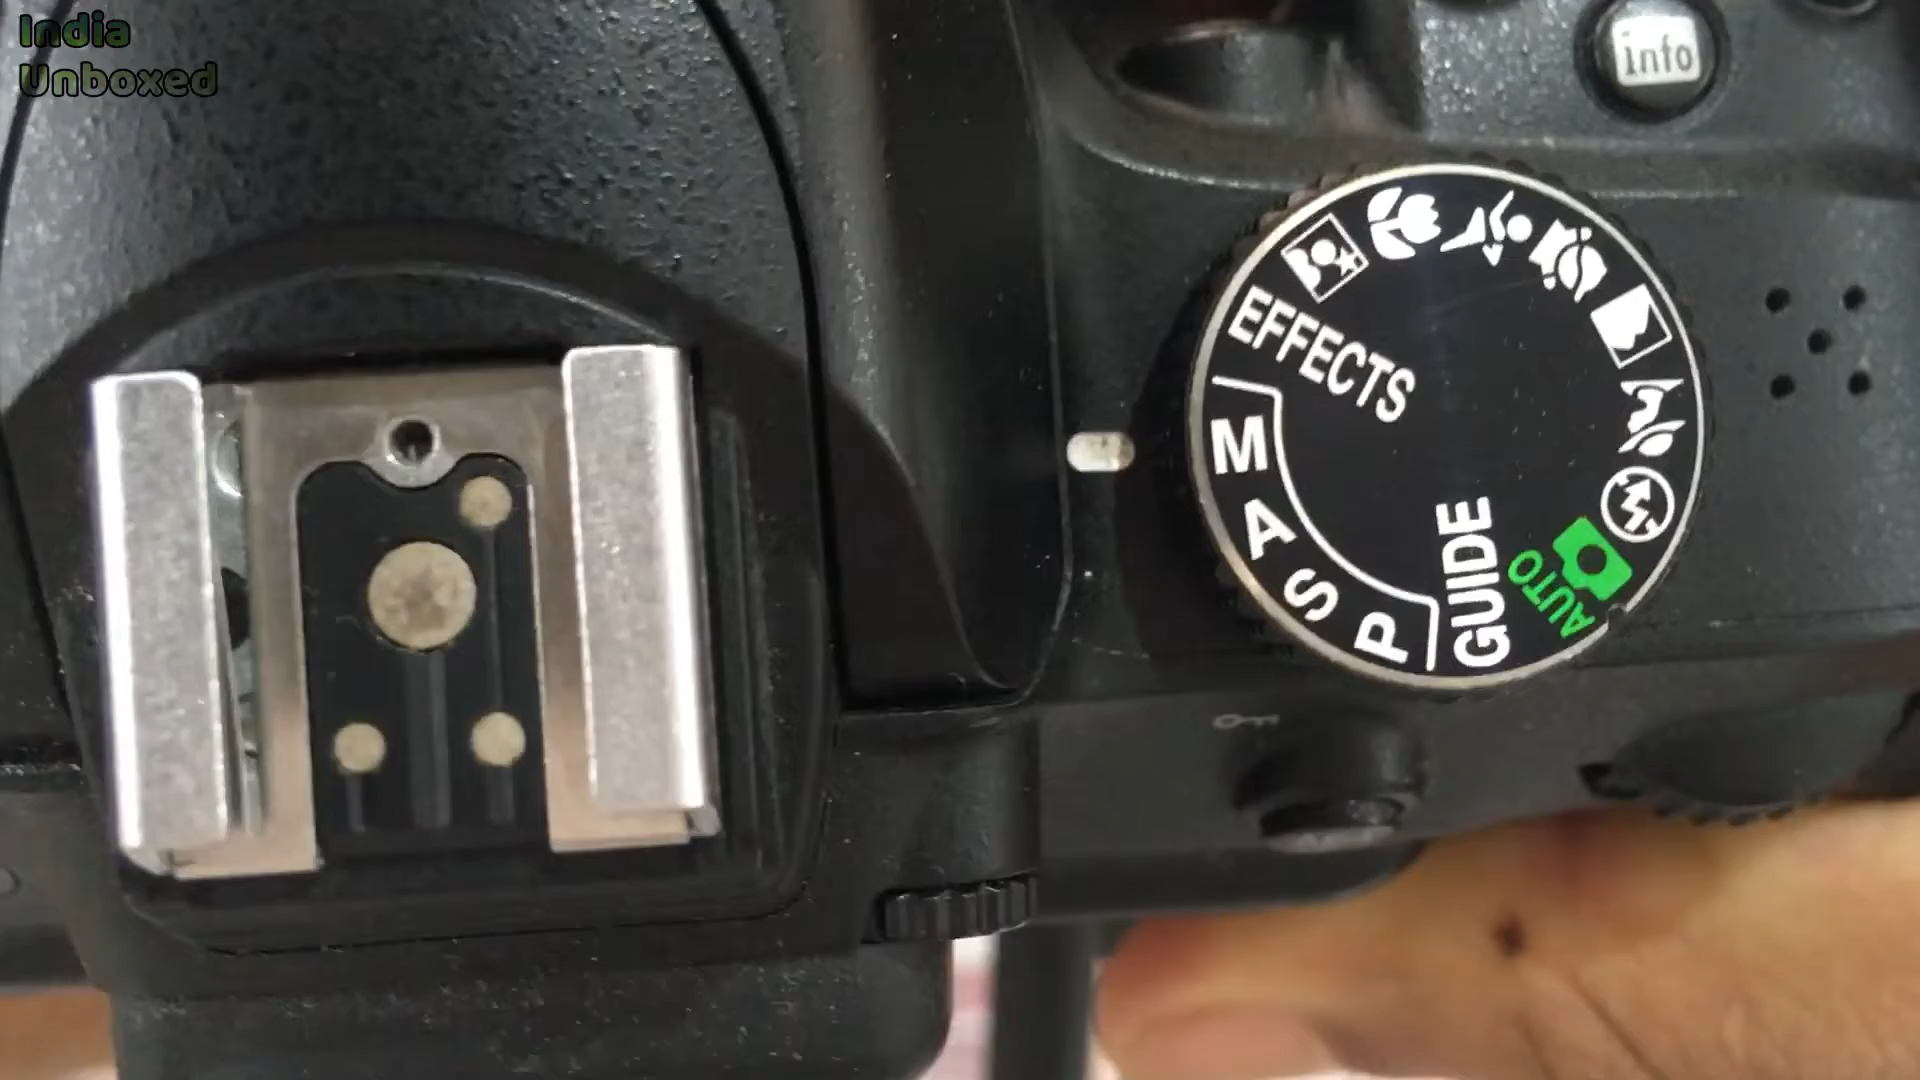 India
Unboxed
info
EFFECTS
M
A
S
P
GUIDE
AUTO